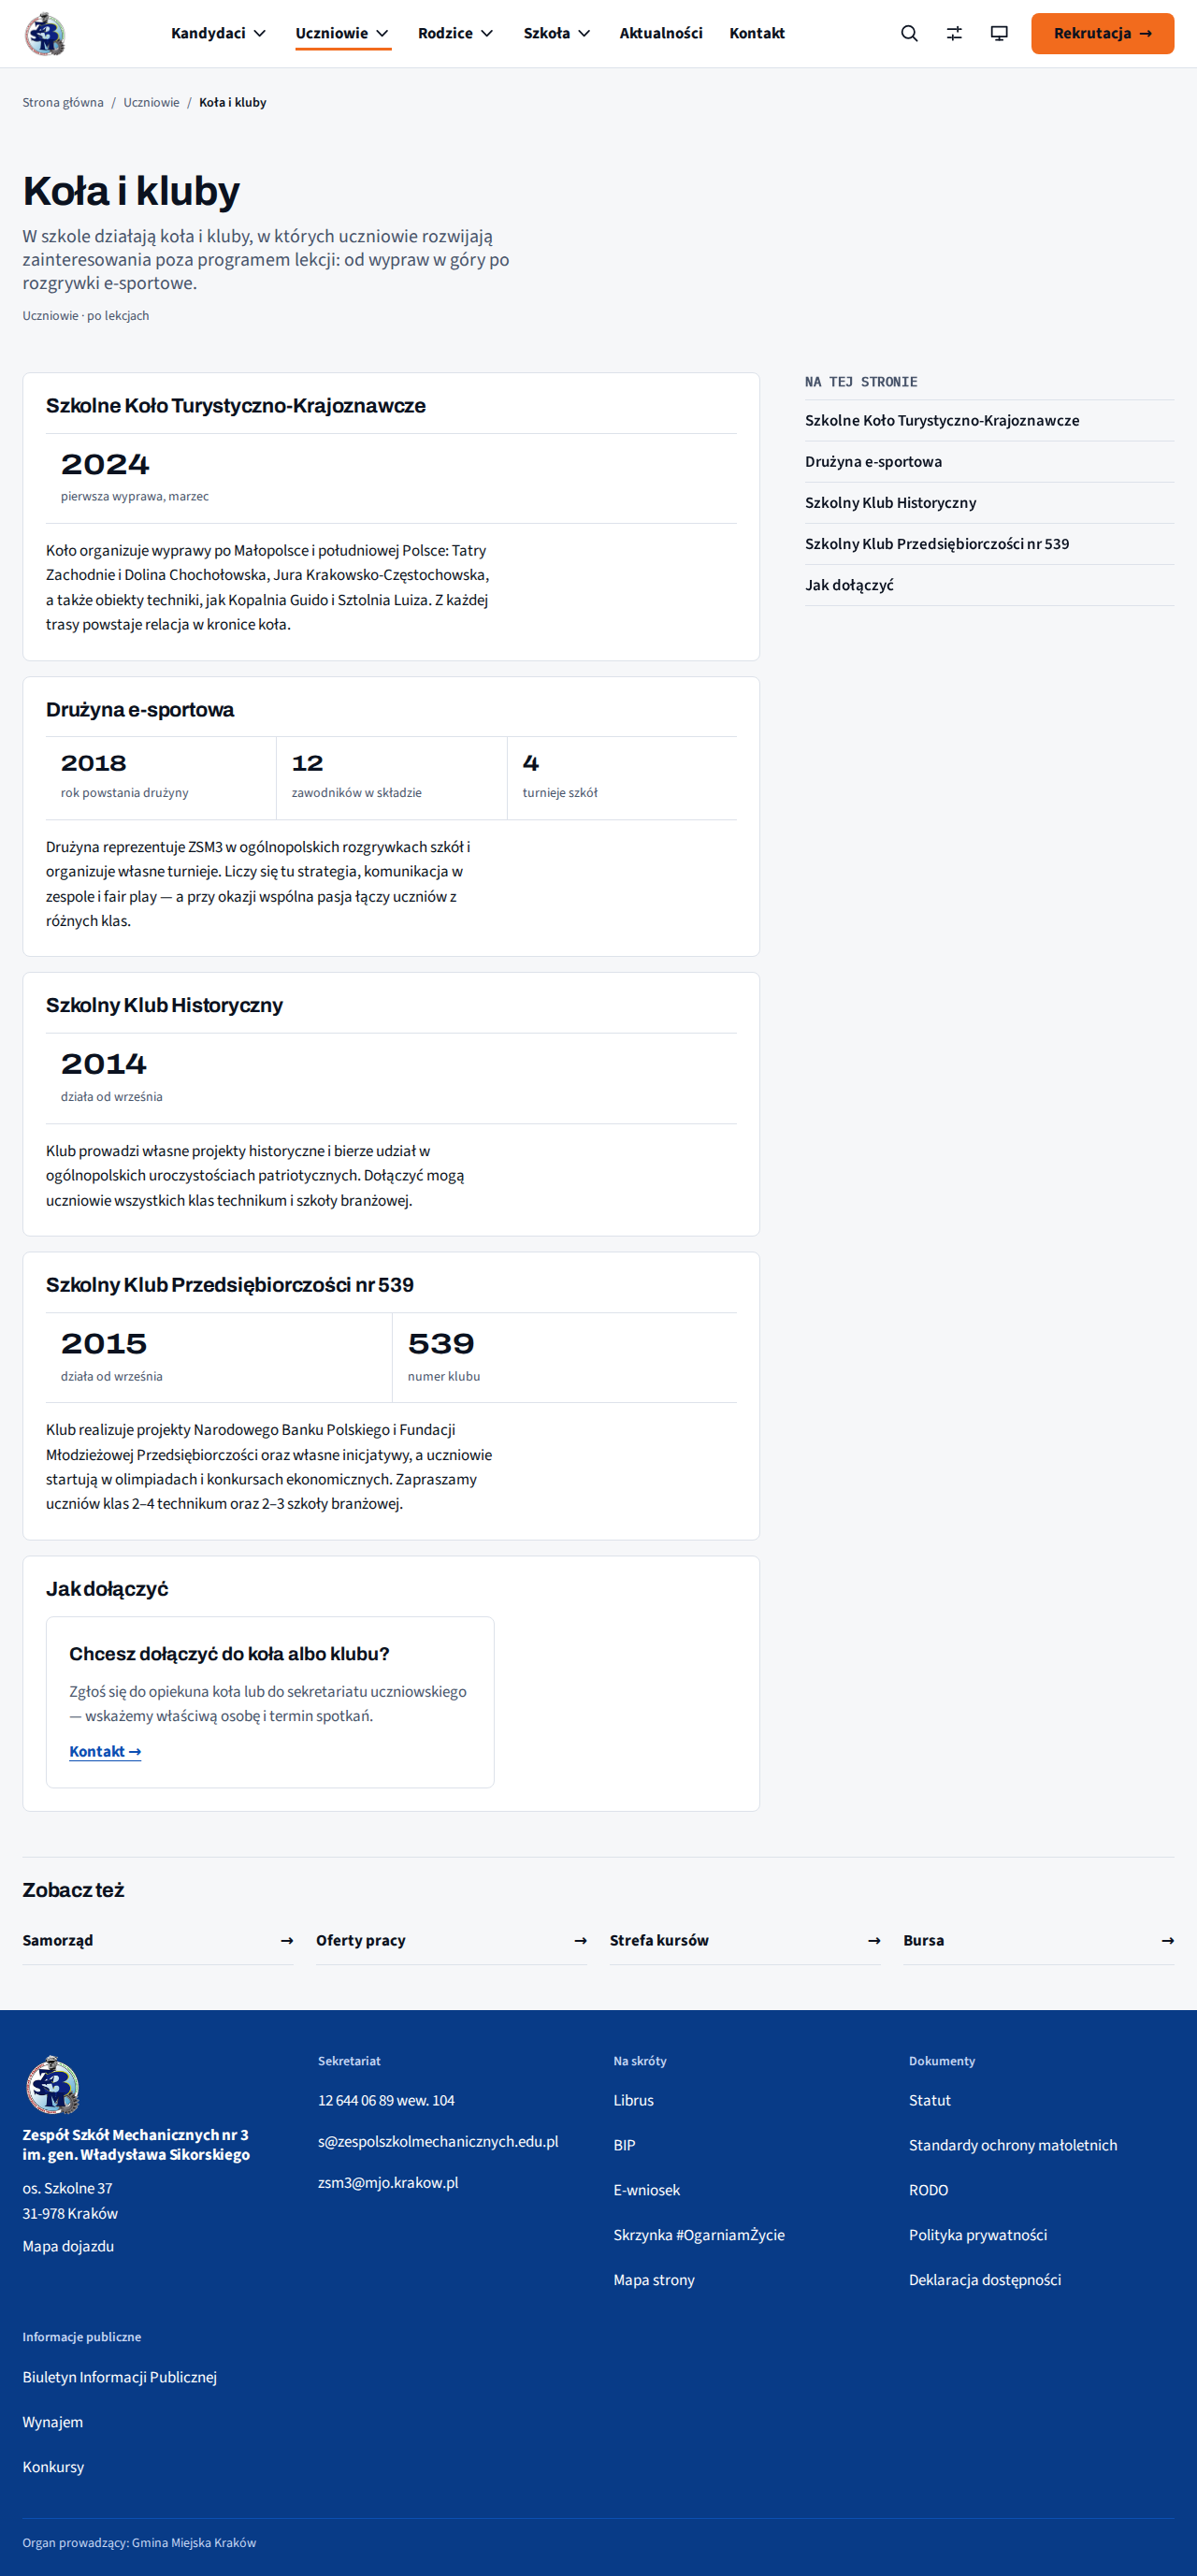 Kandydaci
Uczniowie
Rodzice
Szkoła
Aktualności
Kontakt
Rekrutacja →
Strona główna / Uczniowie / Koła i kluby
Koła i kluby
W szkole działają koła i kluby, w których uczniowie rozwijają
zainteresowania poza programem lekcji: od wypraw w góry po
rozgrywki e-sportowe.
Uczniowie · po lekcjach
Szkolne Koło Turystyczno-Krajoznawcze
2024
pierwsza wyprawa, marzec
Koło organizuje wyprawy po Małopolsce i południowej Polsce: Tatry
Zachodnie i Dolina Chochołowska, Jura Krakowsko-Częstochowska,
a także obiekty techniki, jak Kopalnia Guido i Sztolnia Luiza. Z każdej
trasy powstaje relacja w kronice koła.
Drużyna e-sportowa
2018
rok powstania drużyny
12
zawodników w składzie
4
turnieje szkół
Drużyna reprezentuje ZSM3 w ogólnopolskich rozgrywkach szkół i
organizuje własne turnieje. Liczy się tu strategia, komunikacja w
zespole i fair play — a przy okazji wspólna pasja łączy uczniów z
różnych klas.
Szkolny Klub Historyczny
2014
działa od września
Klub prowadzi własne projekty historyczne i bierze udział w
ogólnopolskich uroczystościach patriotycznych. Dołączyć mogą
uczniowie wszystkich klas technikum i szkoły branżowej.
Szkolny Klub Przedsiębiorczości nr 539
2015
działa od września
539
numer klubu
Klub realizuje projekty Narodowego Banku Polskiego i Fundacji
Młodzieżowej Przedsiębiorczości oraz własne inicjatywy, a uczniowie
startują w olimpiadach i konkursach ekonomicznych. Zapraszamy
uczniów klas 2–4 technikum oraz 2–3 szkoły branżowej.
Jak dołączyć
Chcesz dołączyć do koła albo klubu?
Zgłoś się do opiekuna koła lub do sekretariatu uczniowskiego
— wskażemy właściwą osobę i termin spotkań.
Kontakt →
NA TEJ STRONIE
Szkolne Koło Turystyczno-Krajoznawcze
Drużyna e-sportowa
Szkolny Klub Historyczny
Szkolny Klub Przedsiębiorczości nr 539
Jak dołączyć
Zobacz też
Samorząd →
Oferty pracy →
Strefa kursów →
Bursa →
Zespół Szkół Mechanicznych nr 3
im. gen. Władysława Sikorskiego
os. Szkolne 37
31-978 Kraków
Mapa dojazdu
Sekretariat
12 644 06 89 wew. 104
s@zespolszkolmechanicznych.edu.pl
zsm3@mjo.krakow.pl
Na skróty
Librus
BIP
E-wniosek
Skrzynka #OgarniamŻycie
Mapa strony
Dokumenty
Statut
Standardy ochrony małoletnich
RODO
Polityka prywatności
Deklaracja dostępności
Informacje publiczne
Biuletyn Informacji Publicznej
Wynajem
Konkursy
Organ prowadzący: Gmina Miejska Kraków